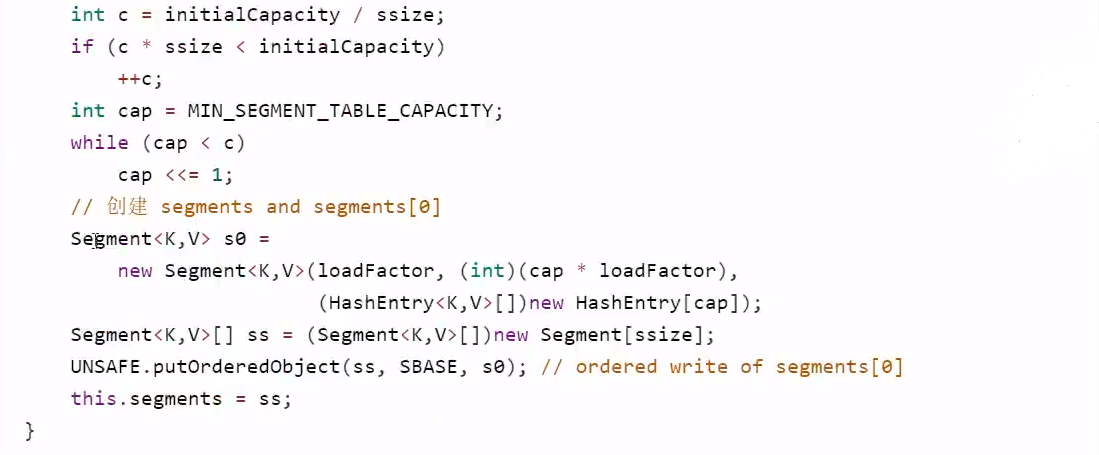 int c = initialCapacity / ssize;
if (c * ssize < initialCapacity)
++c;
int cap = MIN_SEGMENT_TABLE_CAPACITY;
while (cap < c)
cap <<= 1;
// 创建 segments and segments[0]
Segment<K,V> s0 =
new Segment<K,V>(loadFactor, (int)(cap * loadFactor),
(HashEntry<K,V>[])new HashEntry[cap]);
Segment<K,V>[] ss = (Segment<K,V>[])new Segment[ssize];
UNSAFE.putOrderedObject(ss, SBASE, s0); // ordered write of segments[0]
this.segments = ss;
}